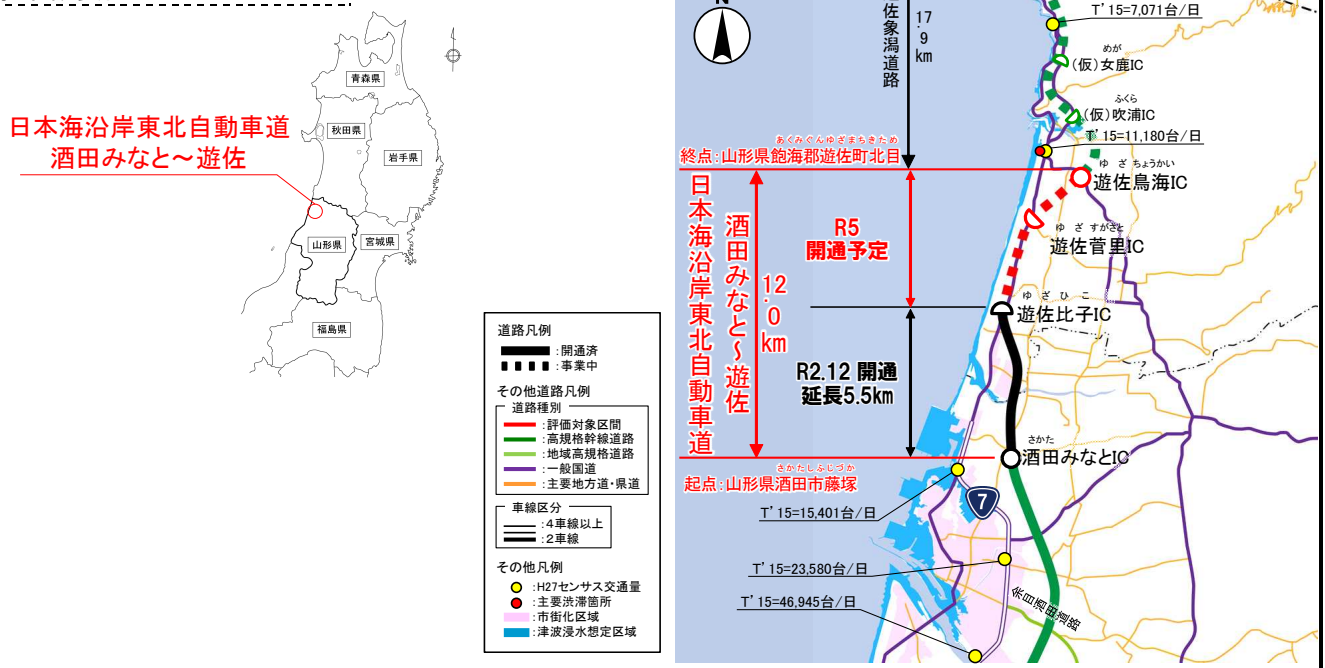 青森県
秋田県
岩手県
山形県
宮城県
福島県
日本海沿岸東北自動車道
酒田みなと～遊佐
道路凡例
:開通済
:事業中
その他道路凡例
道路種別
:評価対象区間
:高規格幹線道路
:地域高規格道路
:一般国道
:主要地方道・県道
車線区分
:4車線以上
:2車線
その他凡例
:H27センサス交通量
:主要渋滞箇所
:市街化区域
:津波浸水想定区域
N
佐象潟道路
17.9
km
T'15=7,071台/日
めが
(仮)女鹿IC
ふくら
(仮)吹浦IC
T'15=11,180台/日
あくみぐんゆざまちきため
終点:山形県飽海郡遊佐町北目
ゆざちょうかい
遊佐鳥海IC
日本海沿岸東北自動車道
酒田みなと～遊佐
12.0
km
R5
開通予定
ゆざすがさと
遊佐菅里IC
ゆざひこ
遊佐比子IC
R2.12 開通
延長5.5km
さかた
酒田みなとIC
さかたしふじづか
起点:山形県酒田市藤塚
7
T'15=15,401台/日
T'15=23,580台/日
T'15=46,945台/日
余目酒田道路